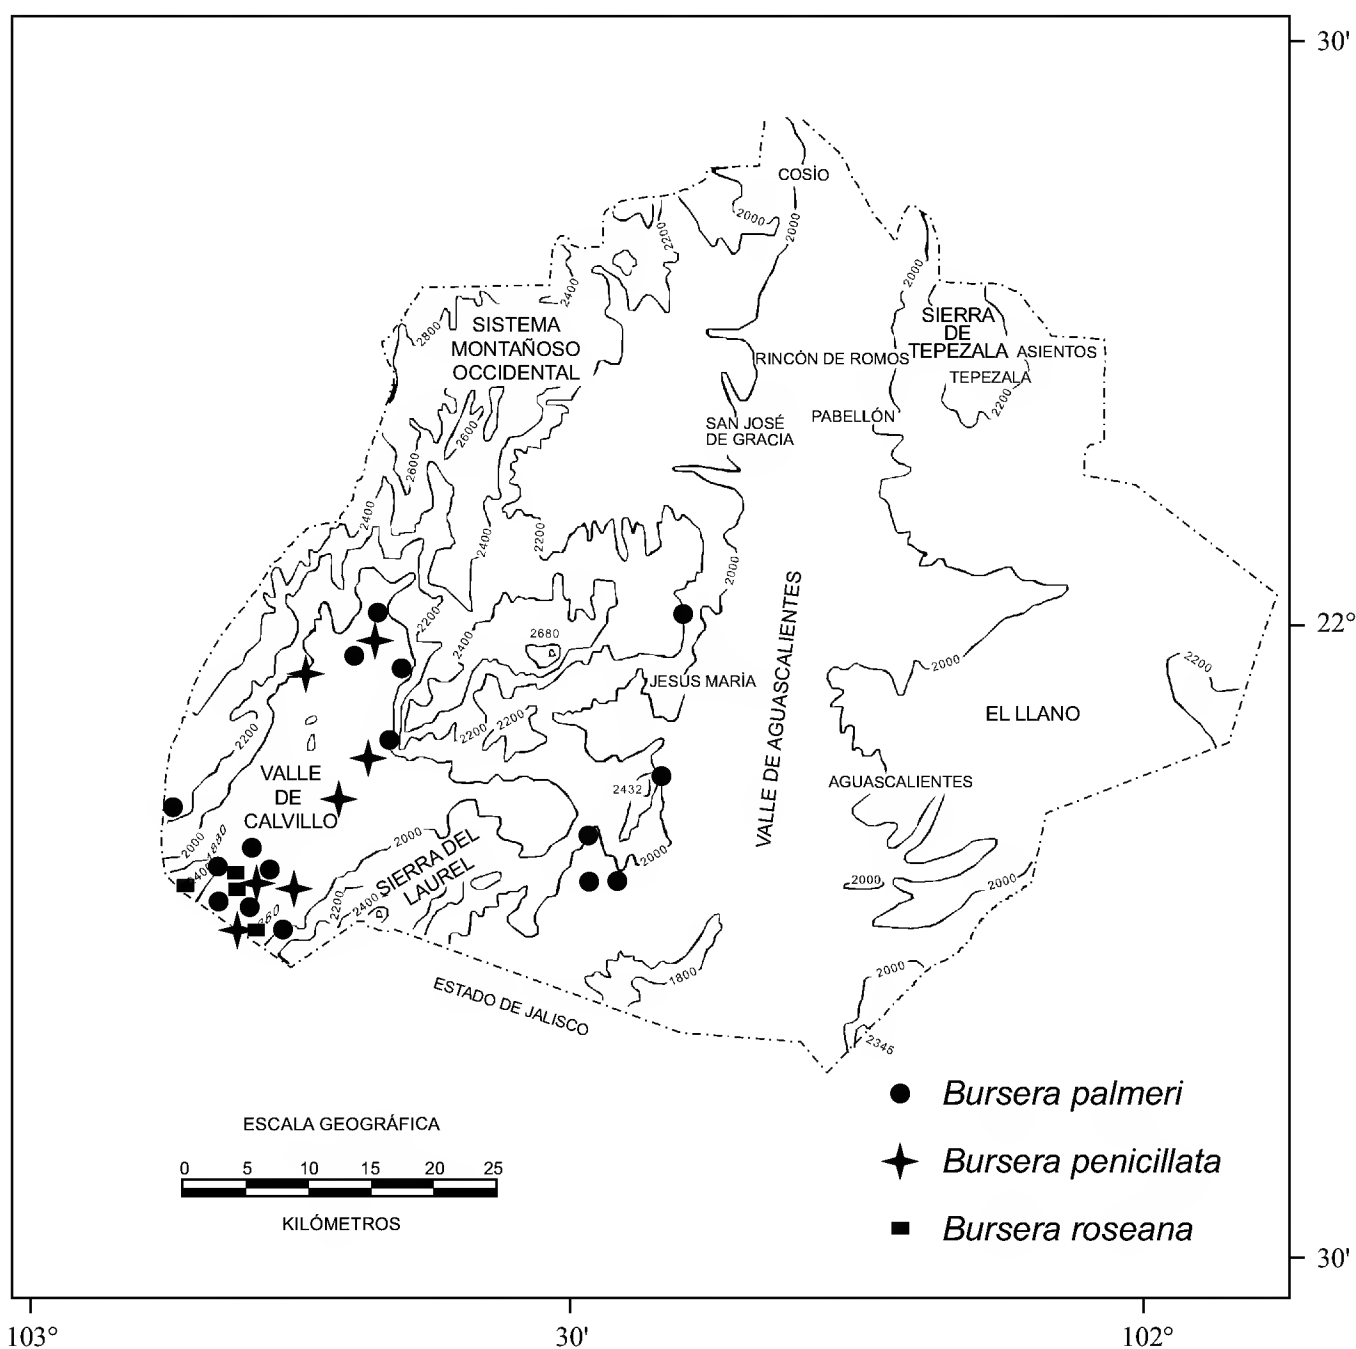 30'
COSÌO
2000
2000
2200
2400
2000
2800
SISTEMA
MONTAÑOSO
OCCIDENTAL
SIERRA
DE
TEPEZALA
ASIENTOS
RINCÓN DE ROMOS
TEPEZALA
2200
PABELLÓN
SAN JOSÉ
DE GRACIA
2600
2600
2400
2400
2200
2000
2200
2400
2680
22°
2000
2200
JESÚS MARÌA
EL LLANO
VALLE DE AGUASCALIENTES
2200
2200
2200
VALLE
DE
CALVILLO
2432
AGUASCALIENTES
2000
2000
SIERRA DEL
LAUREL
2000
2000
2000
2200
2400
1800
2000
2346
ESTADO DE JALISCO
Bursera palmeri
ESCALA GEOGRÁFICA
0 5 10 15 20 25
KILÓMETROS
Bursera penicillata
Bursera roseana
30'
103° 30' 102°